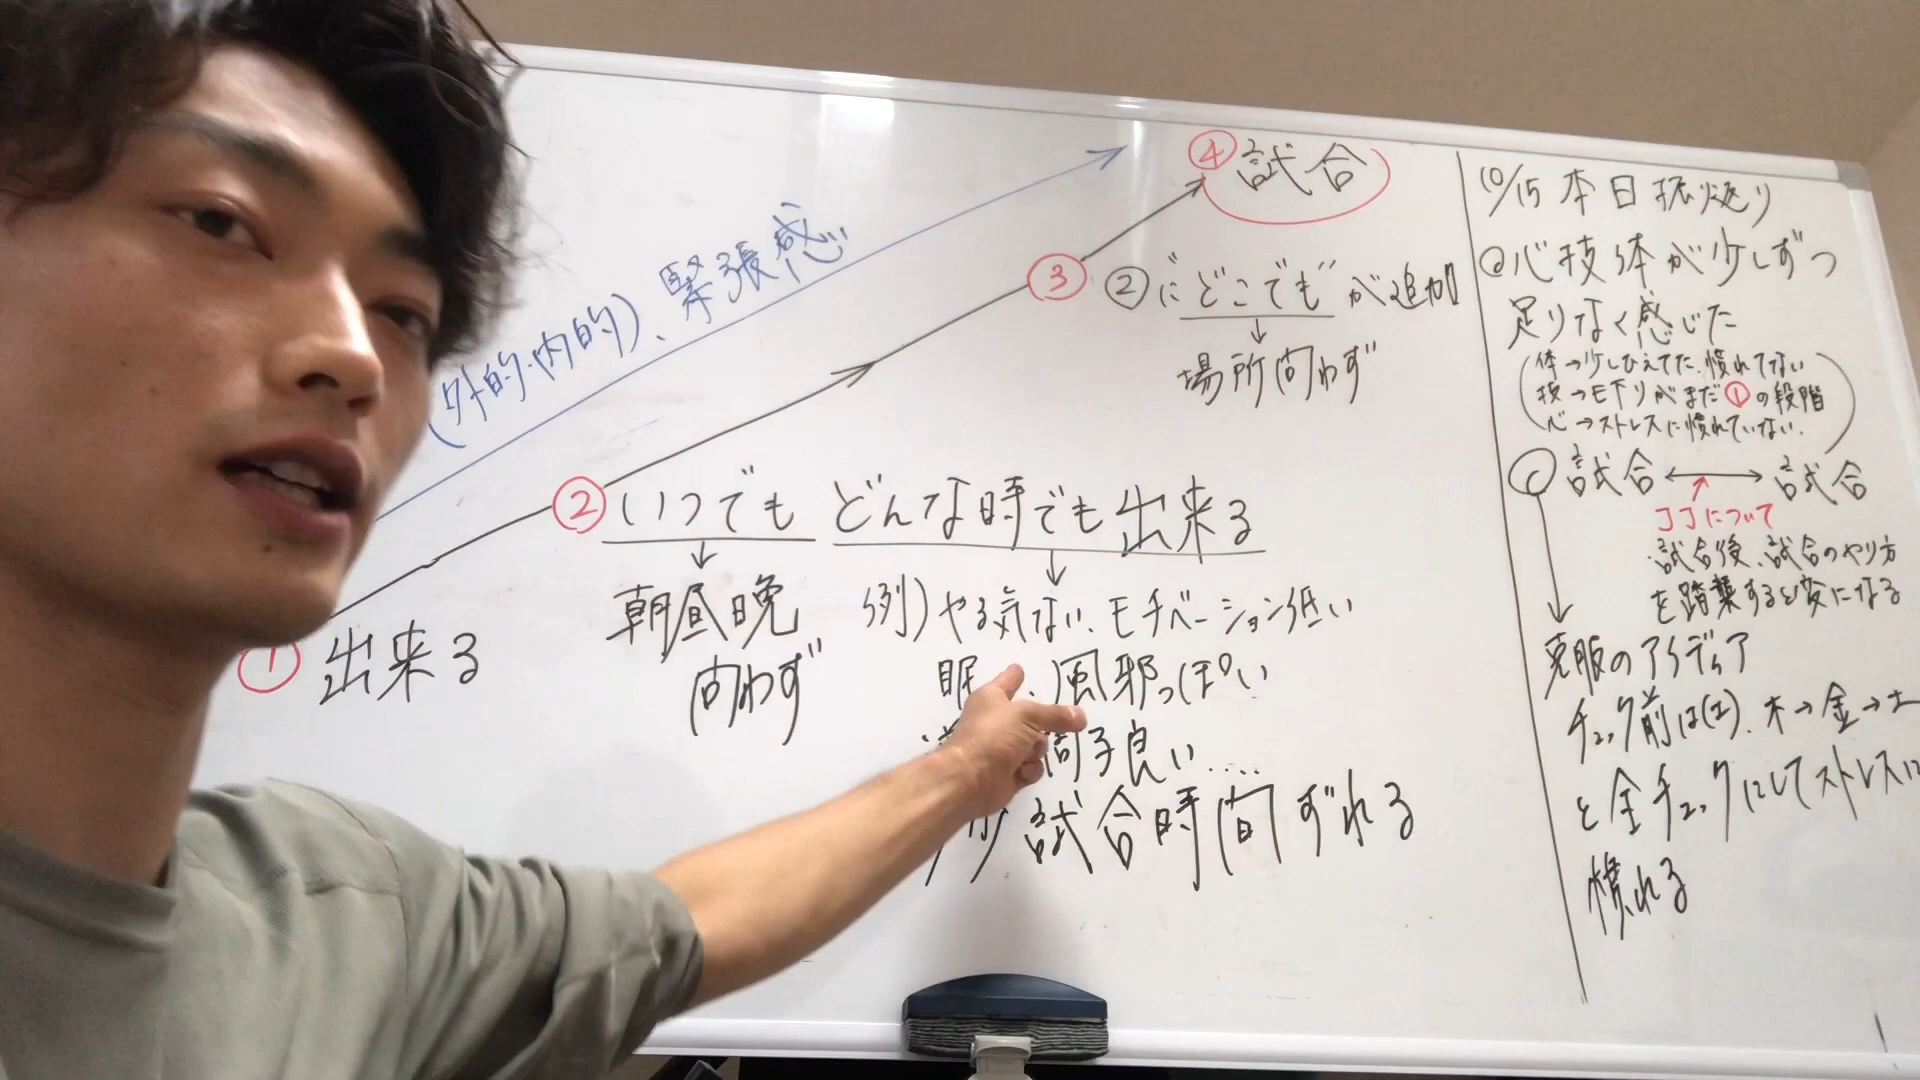 (外的・内的)、緊張感
④ 試合
③ ②に"どこでも"が追加
場所問わず
② いつでも どんな時でも出来る
朝昼晩
問わず
例)やる気ない、モチベーション低い
眠 、風邪っぽい
調子良い....
試合時間ずれる
① 出来る
10/15 本日振返り
@心技体が少しずつ
足りなく感じた
(体→少しひえてた、慣れてない
技→モ下りがまだ①の段階
心→ストレスに慣れていない.)
試合 ↔ 試合
ココについて
・試合後、試合のやり方
を踏襲すると変になる
克服のアイディア
チェック前は(土)、木→金→土
と金チェックにしてストレスに
慣れる